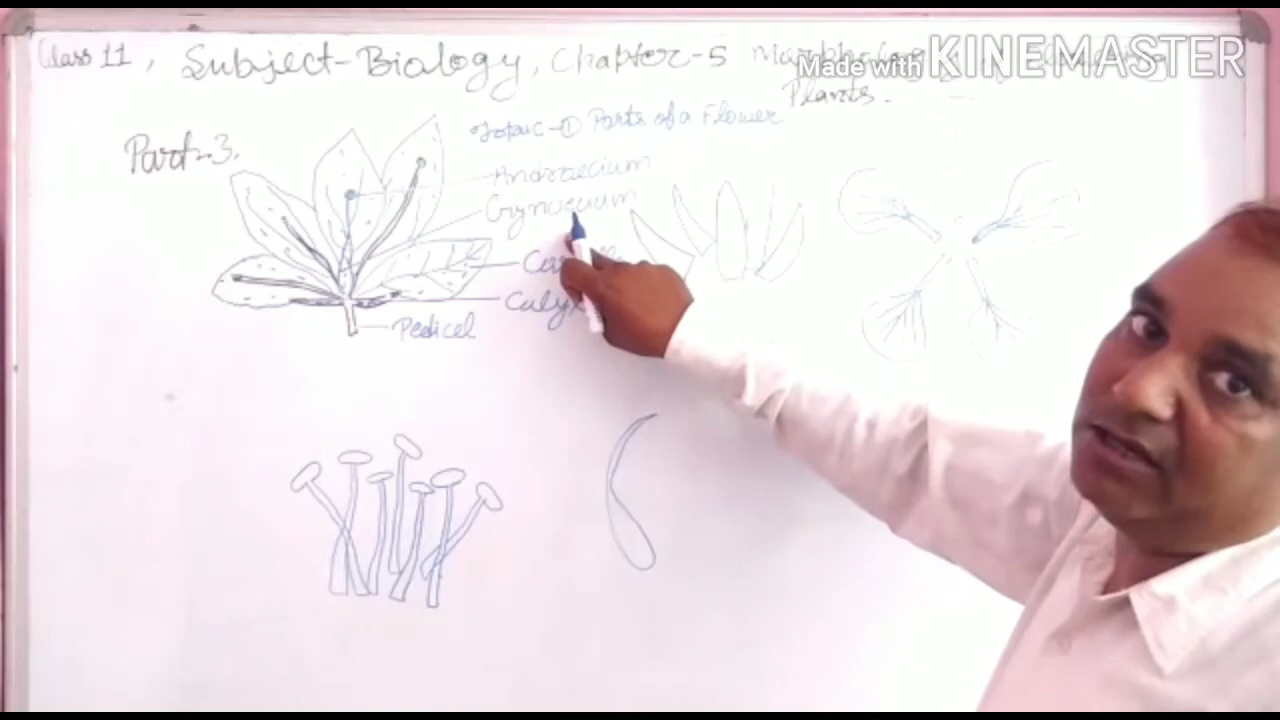 Class 11, Subject-Biology, Chapter-5
Made with KINEMASTER
Plants.
Part-3.
Topic-① Parts of a Flower
Androecium
Gynoecium
Calyx
Pedicel